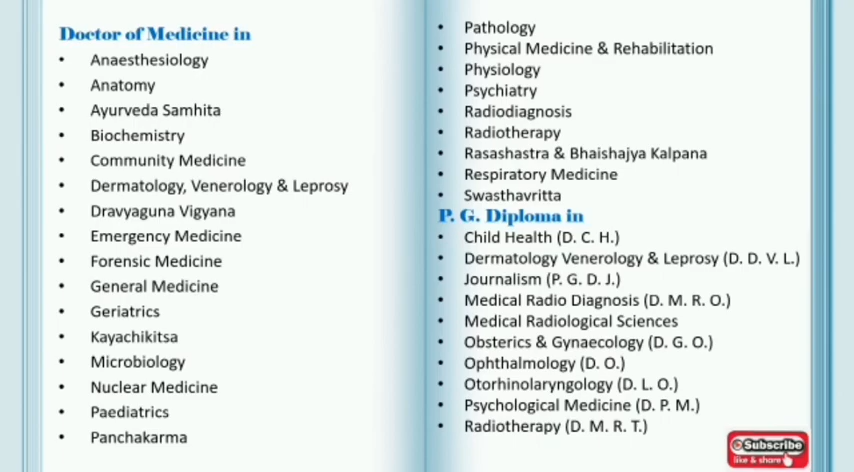 Doctor of Medicine in
• Anaesthesiology
• Anatomy
• Ayurveda Samhita
• Biochemistry
• Community Medicine
• Dermatology, Venerology & Leprosy
• Dravyaguna Vigyana
• Emergency Medicine
• Forensic Medicine
• General Medicine
• Geriatrics
• Kayachikitsa
• Microbiology
• Nuclear Medicine
• Paediatrics
• Panchakarma
• Pathology
• Physical Medicine & Rehabilitation
• Physiology
• Psychiatry
• Radiodiagnosis
• Radiotherapy
• Rasashastra & Bhaishajya Kalpana
• Respiratory Medicine
• Swasthavritta
P. G. Diploma in
• Child Health (D. C. H.)
• Dermatology Venerology & Leprosy (D. D. V. L.)
• Journalism (P. G. D. J.)
• Medical Radio Diagnosis (D. M. R. O.)
• Medical Radiological Sciences
• Obsterics & Gynaecology (D. G. O.)
• Ophthalmology (D. O.)
• Otorhinolaryngology (D. L. O.)
• Psychological Medicine (D. P. M.)
• Radiotherapy (D. M. R. T.)
Subscribe
like & share